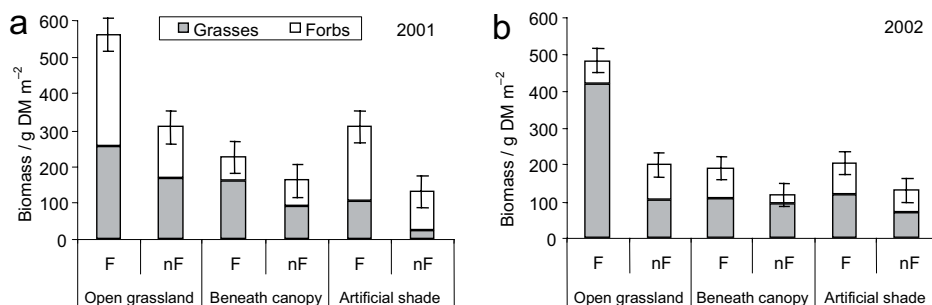 a
Grasses Forbs
2001
Biomass / g DM m⁻²
600
500
400
300
200
100
0
F nF F nF F nF
Open grassland Beneath canopy Artificial shade
b
2002
Biomass / g DM m⁻²
600
500
400
300
200
100
0
F nF F nF F nF
Open grassland Beneath canopy Artificial shade